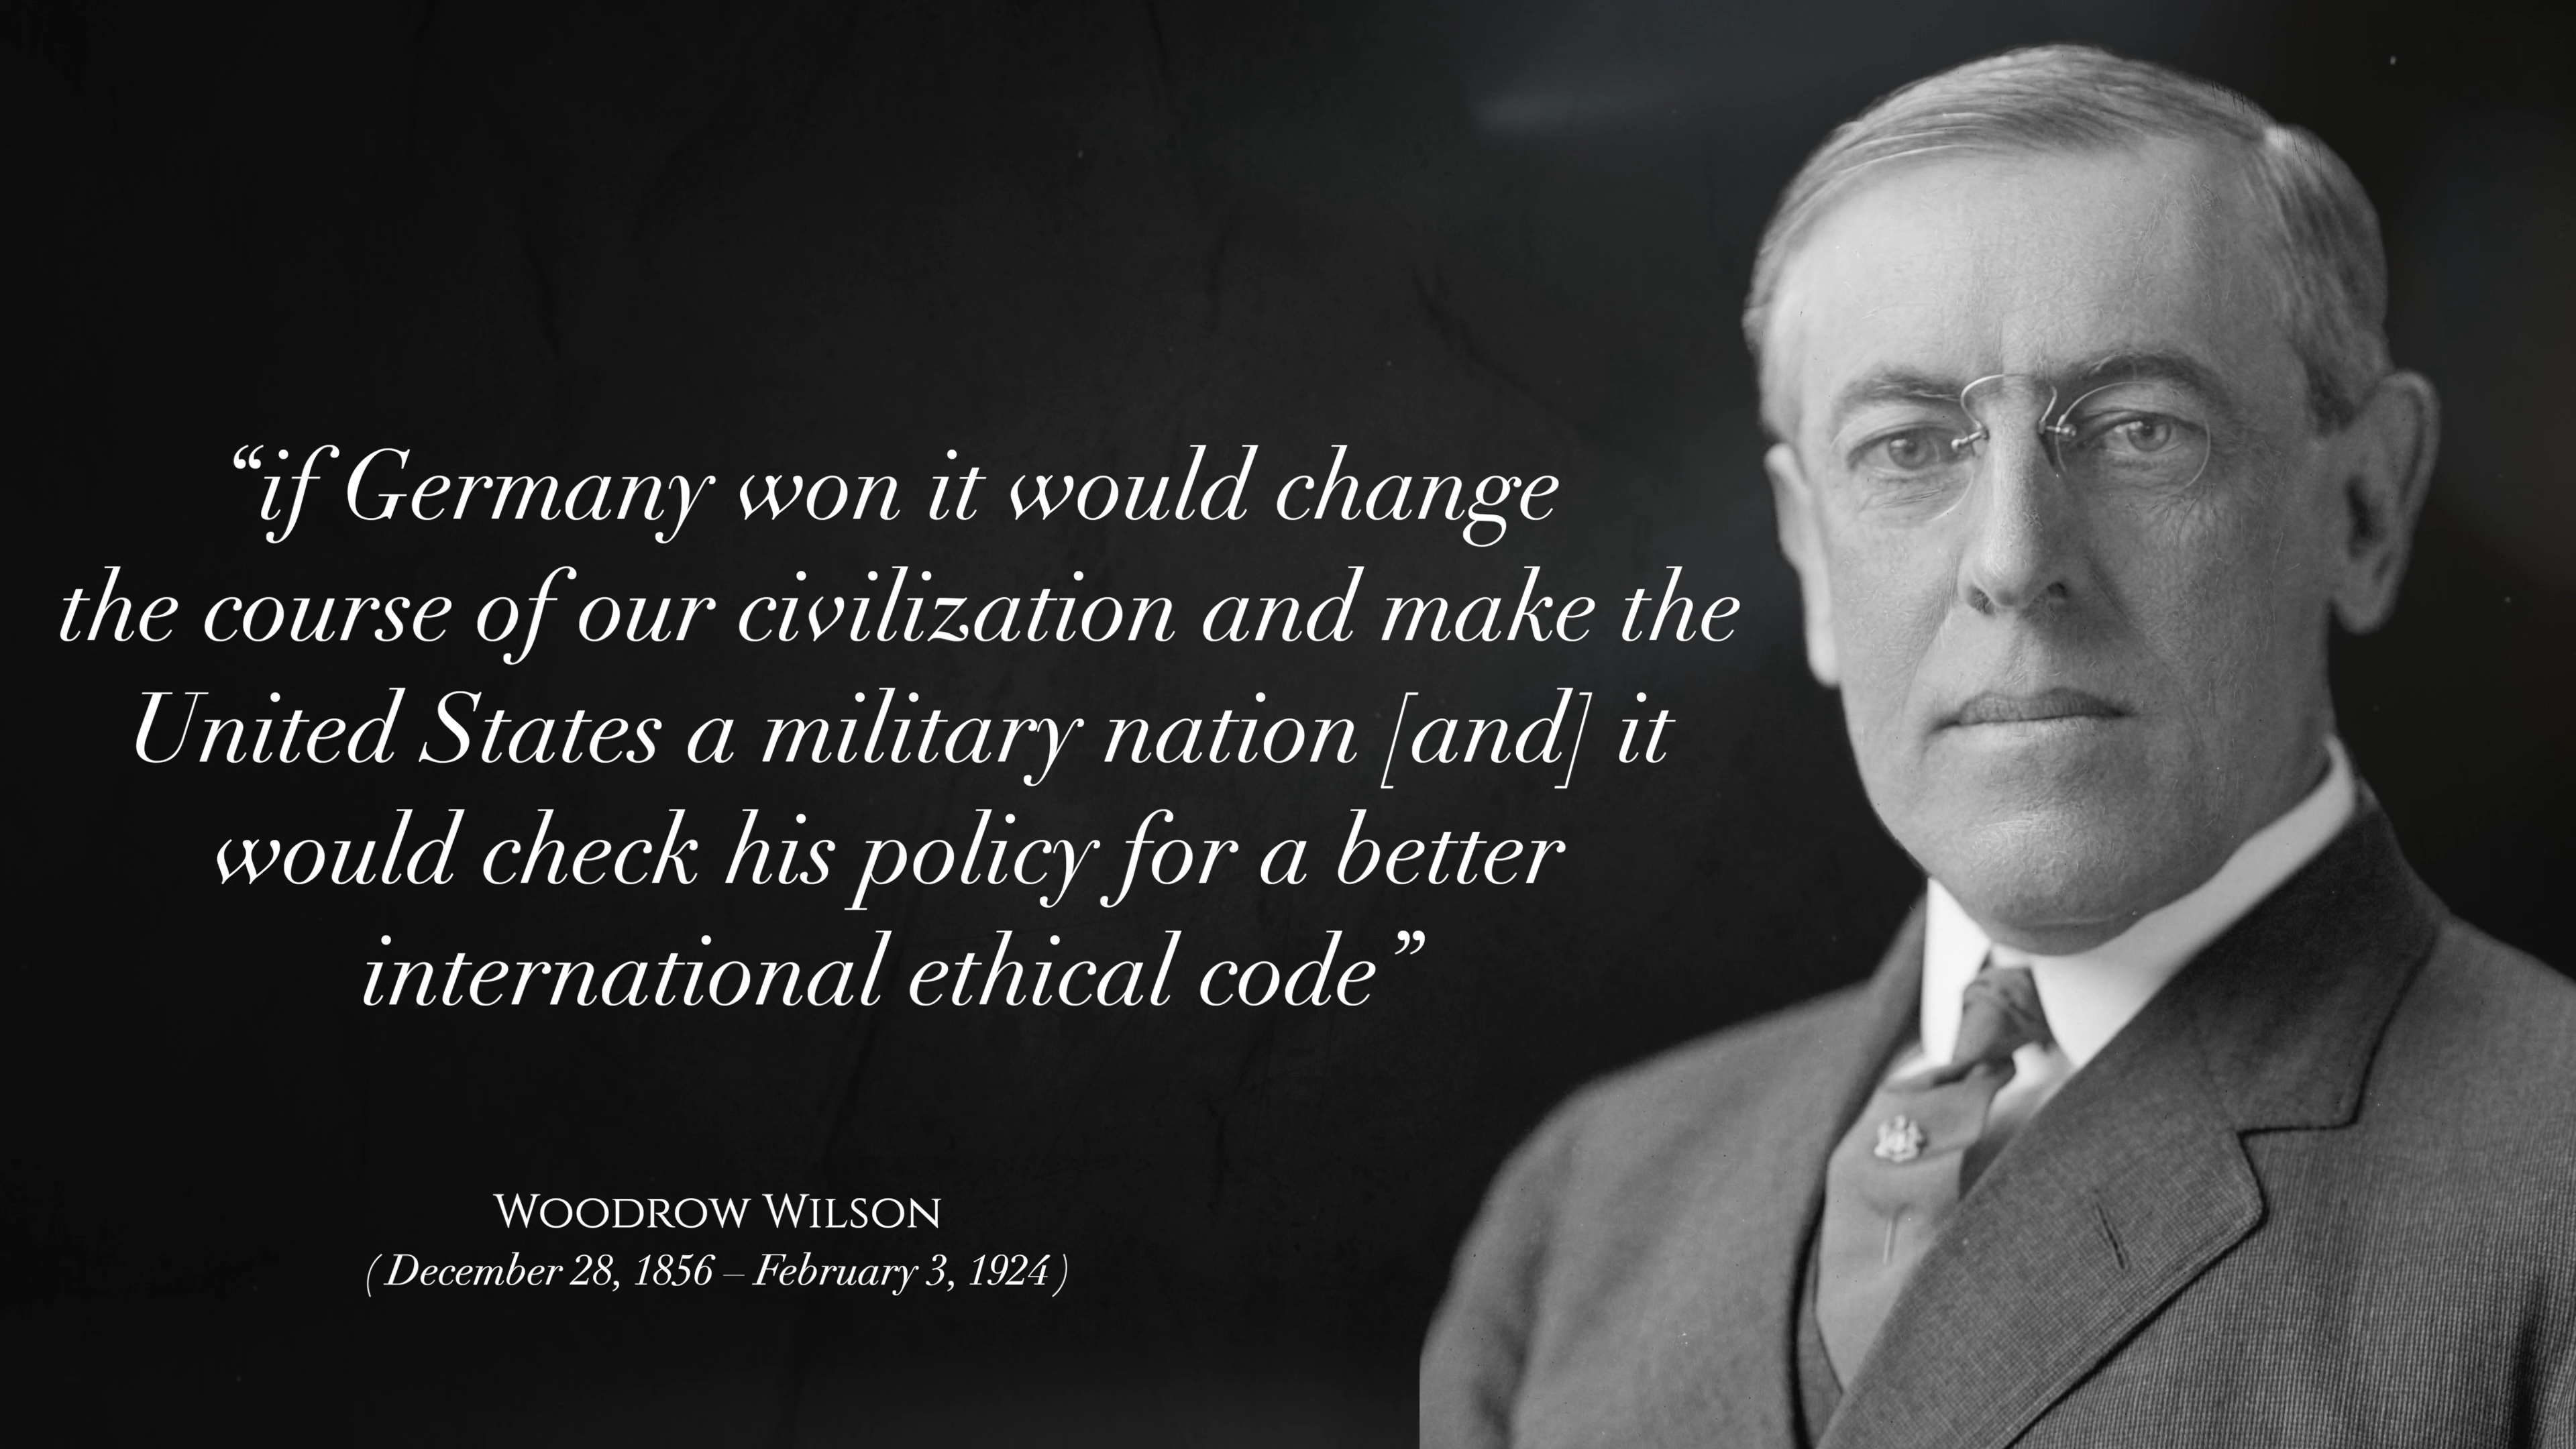 “if Germany won it would change
the course of our civilization and make the
United States a military nation [and] it
would check his policy for a better
international ethical code”
Woodrow Wilson
(December 28, 1856 – February 3, 1924)